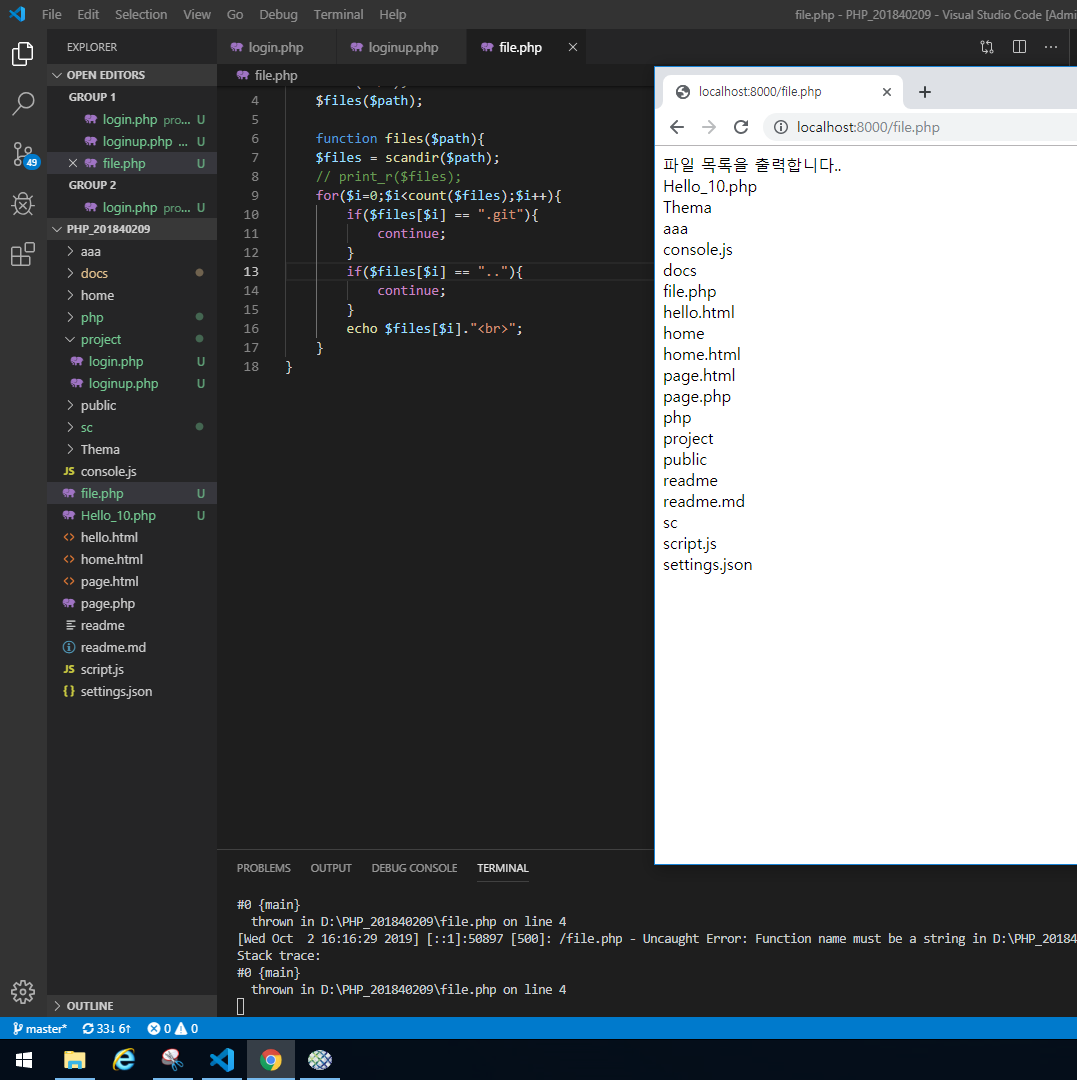 File Edit Selection View Go Debug Terminal Help
file.php - PHP_201840209 - Visual Studio Code [Admi
EXPLORER
OPEN EDITORS
GROUP 1
login.php pro... U
loginup.php ... U
file.php U
GROUP 2
login.php pro... U
PHP_201840209
aaa
docs
home
php
project
login.php U
loginup.php U
public
sc
Thema
JS console.js
file.php U
Hello_10.php U
<> hello.html
<> home.html
<> page.html
page.php
readme
readme.md
JS script.js
{} settings.json
OUTLINE
49
login.php loginup.php file.php
file.php
4 $files($path);
5
6 function files($path){
7 $files = scandir($path);
8 // print_r($files);
9 for($i=0;$i<count($files);$i++){
10 if($files[$i] == ".git"){
11 continue;
12 }
13 if($files[$i] == ".."){
14 continue;
15 }
16 echo $files[$i]."<br>";
17 }
18 }
localhost:8000/file.php
localhost:8000/file.php
파일 목록을 출력합니다..
Hello_10.php
Thema
aaa
console.js
docs
file.php
hello.html
home
home.html
page.html
page.php
php
project
public
readme
readme.md
sc
script.js
settings.json
PROBLEMS OUTPUT DEBUG CONSOLE TERMINAL
#0 {main}
thrown in D:\PHP_201840209\file.php on line 4
[Wed Oct 2 16:16:29 2019] [::1]:50897 [500]: /file.php - Uncaught Error: Function name must be a string in D:\PHP_20184
Stack trace:
#0 {main}
thrown in D:\PHP_201840209\file.php on line 4
master* 33↓ 6↑ 0 0